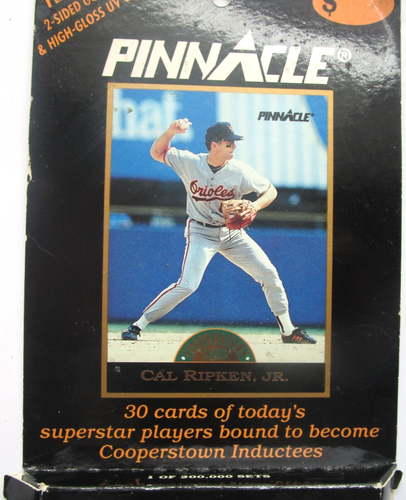 2-SIDED
& HIGH-GLOSS UV
$
PINNACLE®
PINNACLE
Orioles
CAL RIPKEN, JR.
30 cards of today's
superstar players bound to become
Cooperstown Inductees
1 OF 200,000 SETS